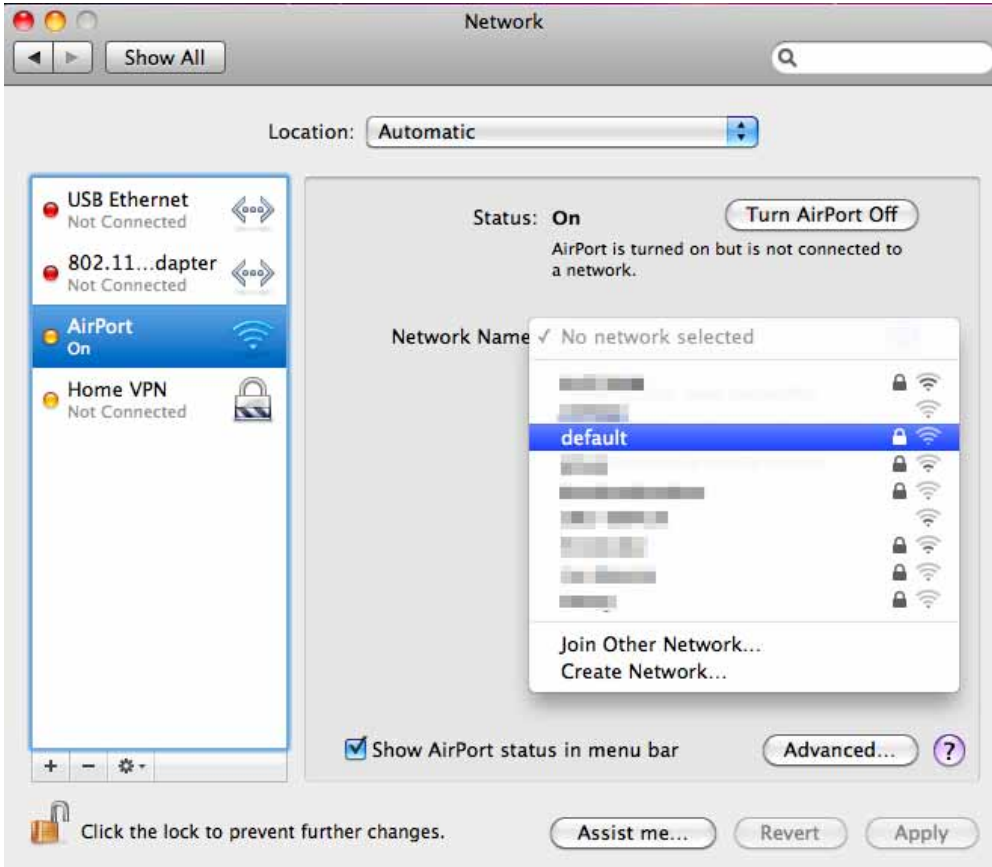 Network
Show All
Location: Automatic
USB Ethernet
Not Connected
802.11...dapter
Not Connected
AirPort
On
Home VPN
Not Connected
Status: On
Turn AirPort Off
AirPort is turned on but is not connected to
a network.
Network Name
✓ No network selected
default
Join Other Network...
Create Network...
Show AirPort status in menu bar
Advanced...
?
Click the lock to prevent further changes.
Assist me...
Revert
Apply